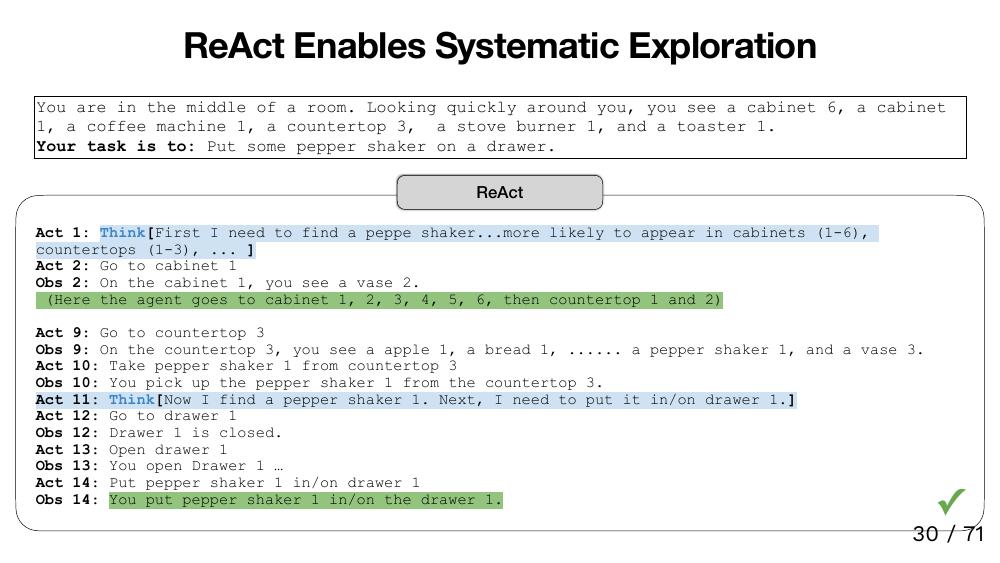 ReAct Enables Systematic Exploration
You are in the middle of a room. Looking quickly around you, you see a cabinet 6, a cabinet
1, a coffee machine 1, a countertop 3,  a stove burner 1, and a toaster 1.
Your task is to: Put some pepper shaker on a drawer.
ReAct
Act 1: Think[First I need to find a peppe shaker...more likely to appear in cabinets (1-6),
countertops (1-3), ... ]
Act 2: Go to cabinet 1
Obs 2: On the cabinet 1, you see a vase 2.
(Here the agent goes to cabinet 1, 2, 3, 4, 5, 6, then countertop 1 and 2)
Act 9: Go to countertop 3
Obs 9: On the countertop 3, you see a apple 1, a bread 1, ...... a pepper shaker 1, and a vase 3.
Act 10: Take pepper shaker 1 from countertop 3
Obs 10: You pick up the pepper shaker 1 from the countertop 3.
Act 11: Think[Now I find a pepper shaker 1. Next, I need to put it in/on drawer 1.]
Act 12: Go to drawer 1
Obs 12: Drawer 1 is closed.
Act 13: Open drawer 1
Obs 13: You open Drawer 1 …
Act 14: Put pepper shaker 1 in/on drawer 1
Obs 14: You put pepper shaker 1 in/on the drawer 1.
30 / 71